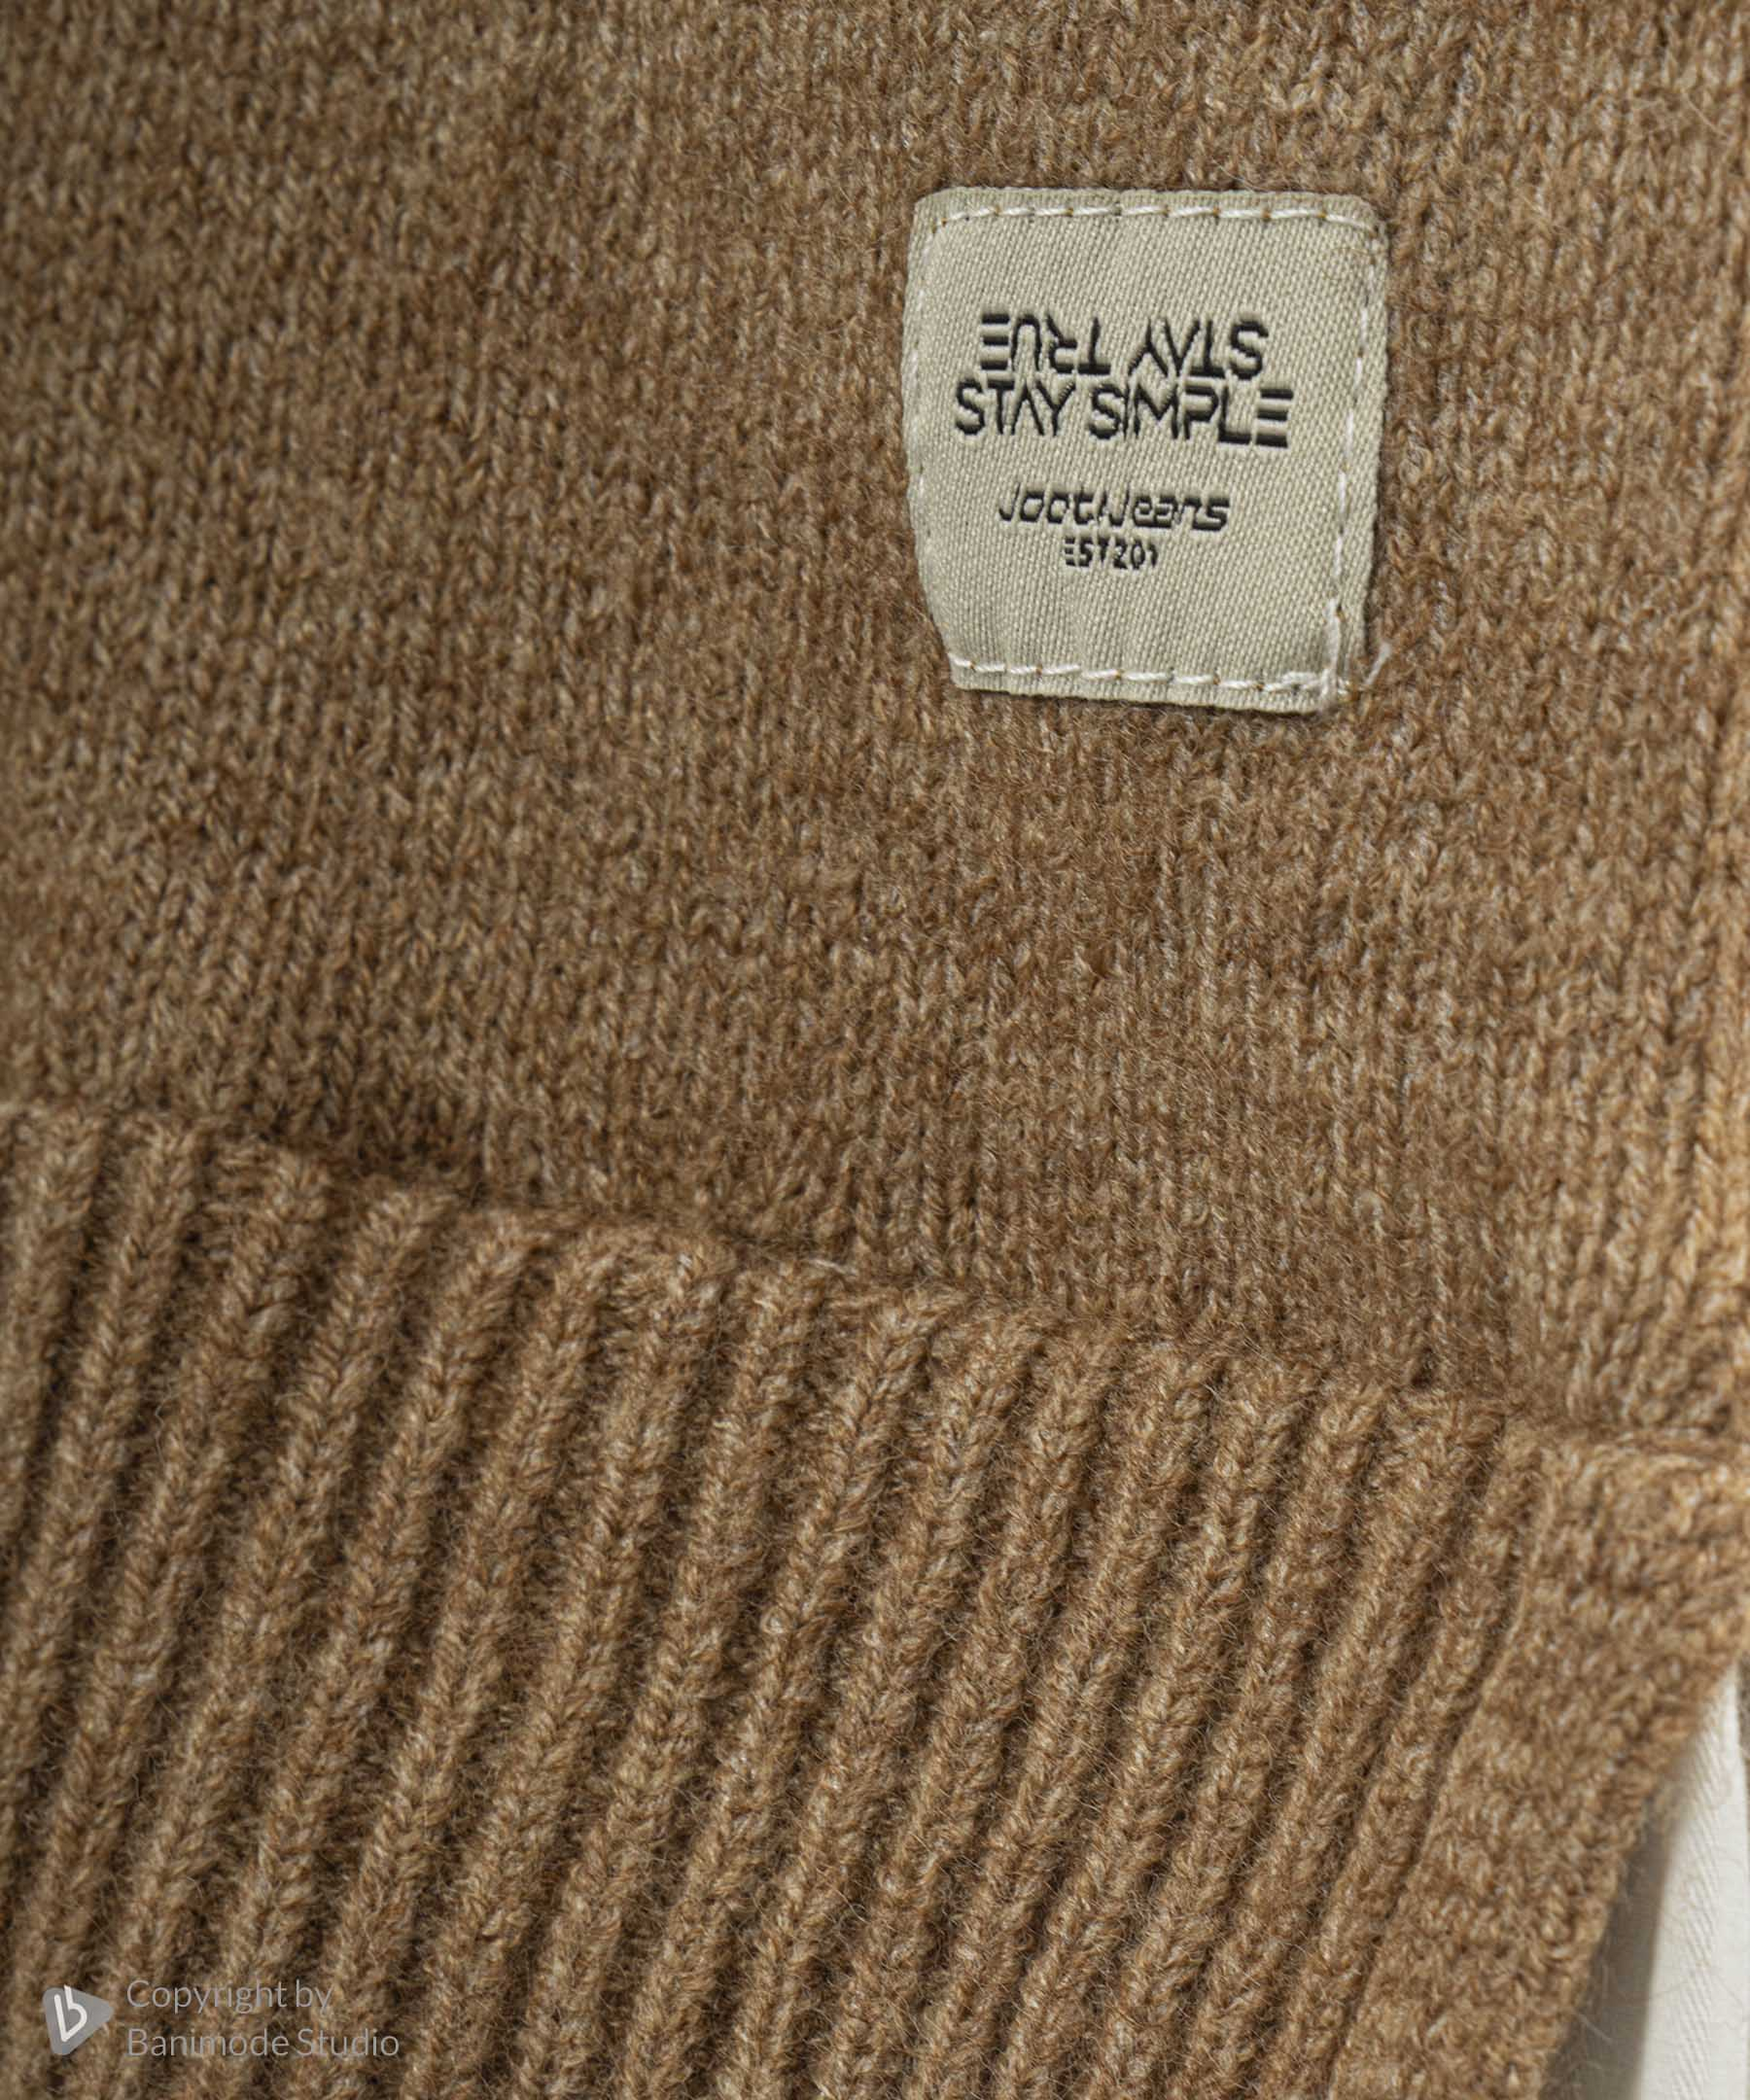 STAY TRUE
STAY SIMPLE
JootiJeans
EST201
Copyright by
Banimode Studio